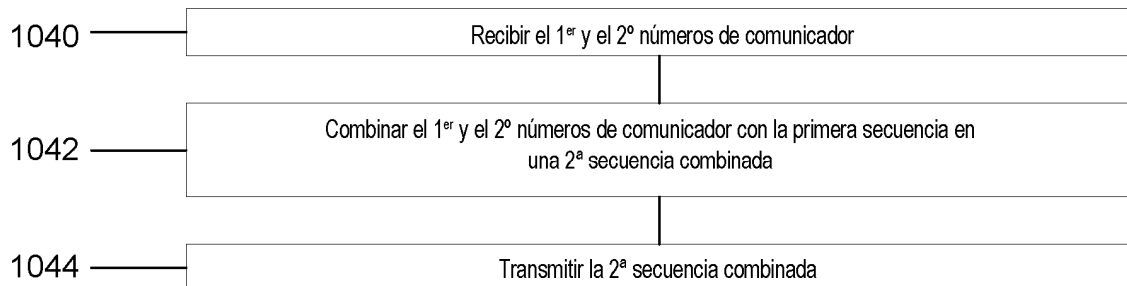 1040
Recibir el 1er y el 2º números de comunicador
1042
Combinar el 1er y el 2º números de comunicador con la primera secuencia en
una 2ª secuencia combinada
1044
Transmitir la 2ª secuencia combinada